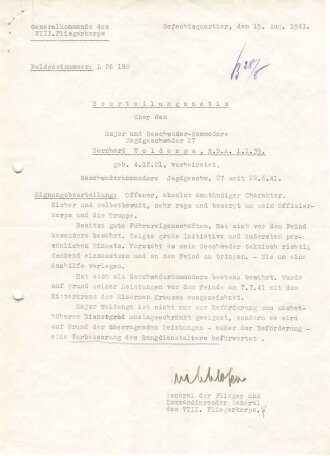 Generalkommando des
VIII.Fliegerkorps
Gefechtsquartier, den 19. Aug. 1941.
Feldpostnummer: L 26 180
Beurteilungsnotiz
über den
Major und Geschwader-Kommodore
Jagdgeschwader 27
Bernhard Woldenga, R.D.A. 1.1.39.
geb. 4.12.01, verheiratet,
Geschwaderkommodore Jagdgeschw. 27 seit 22.6.41.
Eignungsbeurteilung: Offener, absolut anständiger Charakter.
Sicher und selbstbewußt, sehr rege und besorgt um sein Offizier-
korps und die Truppe.
Besitzt gute Führereigenschaften. Hat sich vor dem Feind
besonders bewährt. Zeigte große Initiative und äußersten per-
sönlichen Einsatz. Versteht es sein Geschwader taktisch richtig
deckend einzusetzen und an den Feind zu bringen. - Nie um eine
Aushilfe verlegen.
Hat sich als Geschwaderkommodore bestens bewährt. Wurde
auf Grund seiner Leistungen vor dem Feinde am 7.7.41 mit dem
Ritterkreuz des Eisernen Kreuzes ausgezeichnet.
Major Woldenga ist nicht nur zur Beförderung zum nächst-
höheren Dienstgrad uneingeschränkt geeignet, sondern es wird
auf Grund der überragenden Leistungen - außer der Beförderung -
eine Verbesserung des Rangdienstalters befürwortet.
General der Flieger und
Kommandierender General
des VIII. Fliegerkorps.